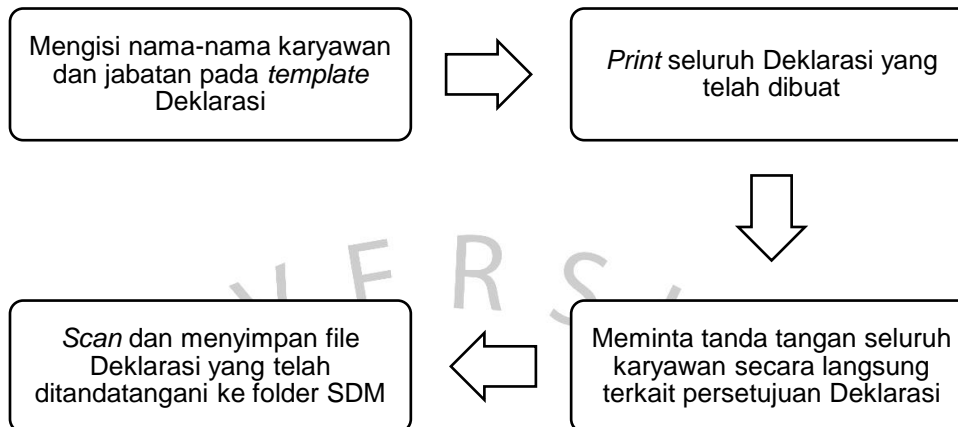 Mengisi nama-nama karyawan
dan jabatan pada template
Deklarasi
Print seluruh Deklarasi yang
telah dibuat
Meminta tanda tangan seluruh
karyawan secara langsung
terkait persetujuan Deklarasi
Scan dan menyimpan file
Deklarasi yang telah
ditandatangani ke folder SDM